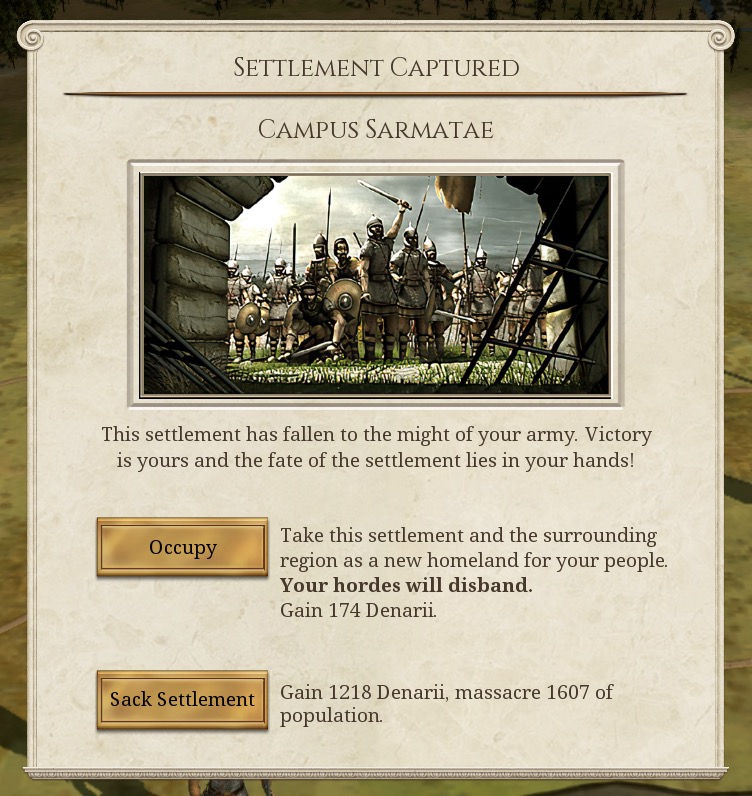 Settlement Captured
Campus Sarmatae
This settlement has fallen to the might of your army. Victory
is yours and the fate of the settlement lies in your hands!
Occupy
Take this settlement and the surrounding
region as a new homeland for your people.
Your hordes will disband.
Gain 174 Denarii.
Sack Settlement
Gain 1218 Denarii, massacre 1607 of
population.